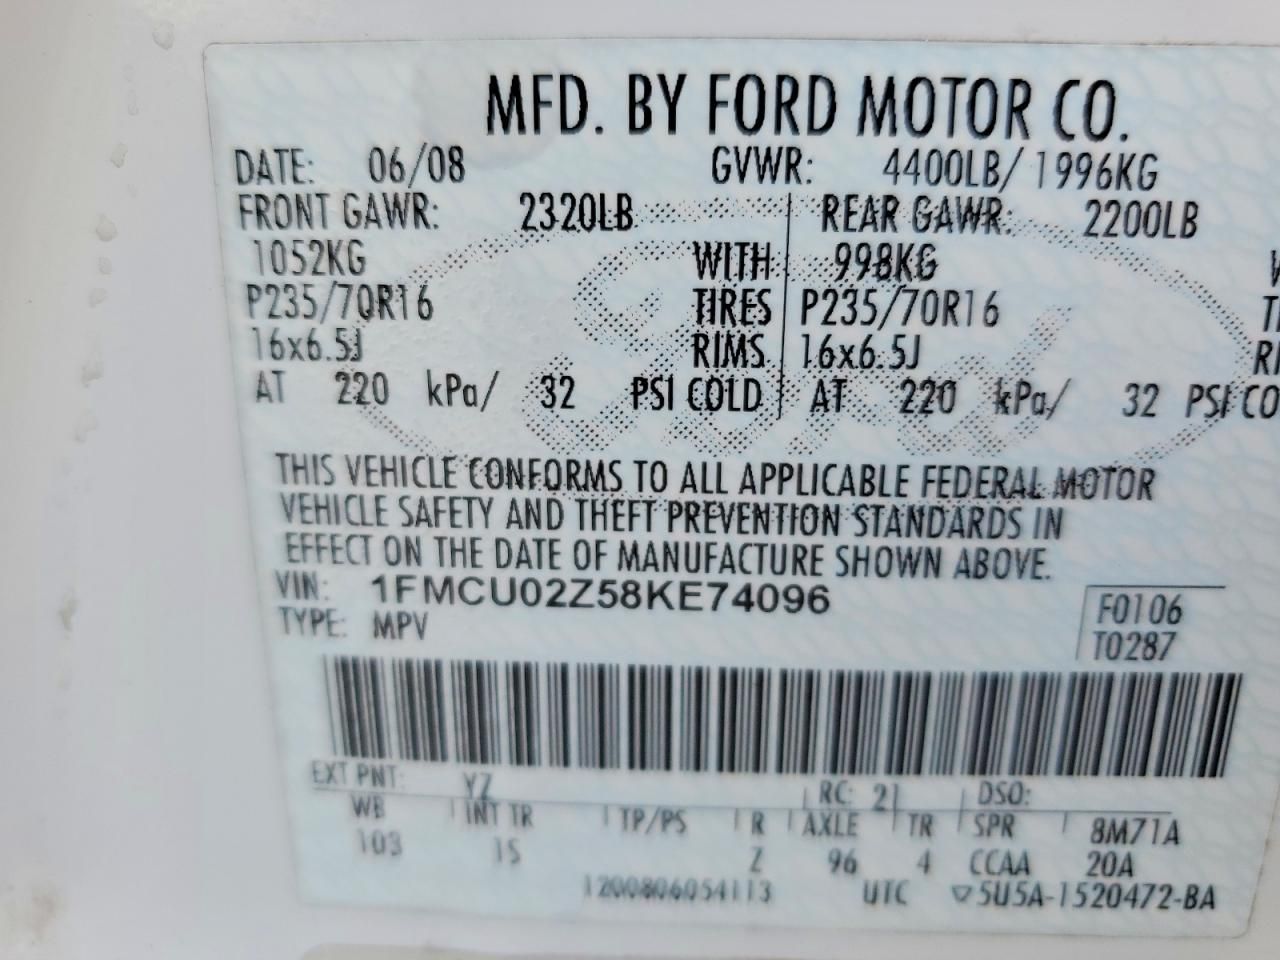 MFD. BY FORD MOTOR CO.
DATE: 06/08 GVWR: 4400LB/ 1996KG
FRONT GAWR: 2320LB REAR GAWR: 2200LB
1052KG WITH 998KG
P235/70R16 TIRES P235/70R16
16x6.5J RIMS 16x6.5J
AT 220 kPa/ 32 PSI COLD AT 220 kPa/ 32 PSI CO
THIS VEHICLE CONFORMS TO ALL APPLICABLE FEDERAL MOTOR
VEHICLE SAFETY AND THEFT PREVENTION STANDARDS IN
EFFECT ON THE DATE OF MANUFACTURE SHOWN ABOVE.
VIN: 1FMCU02Z58KE74096 F0106
TYPE: MPV T0287
EXT PNT: YZ RC: 21 DSO:
WB INT TR TP/PS R AXLE TR SPR 8M71A
103 IS Z 96 4 CCAA 20A
1200806054113 UTC ▽5U5A-1520472-BA